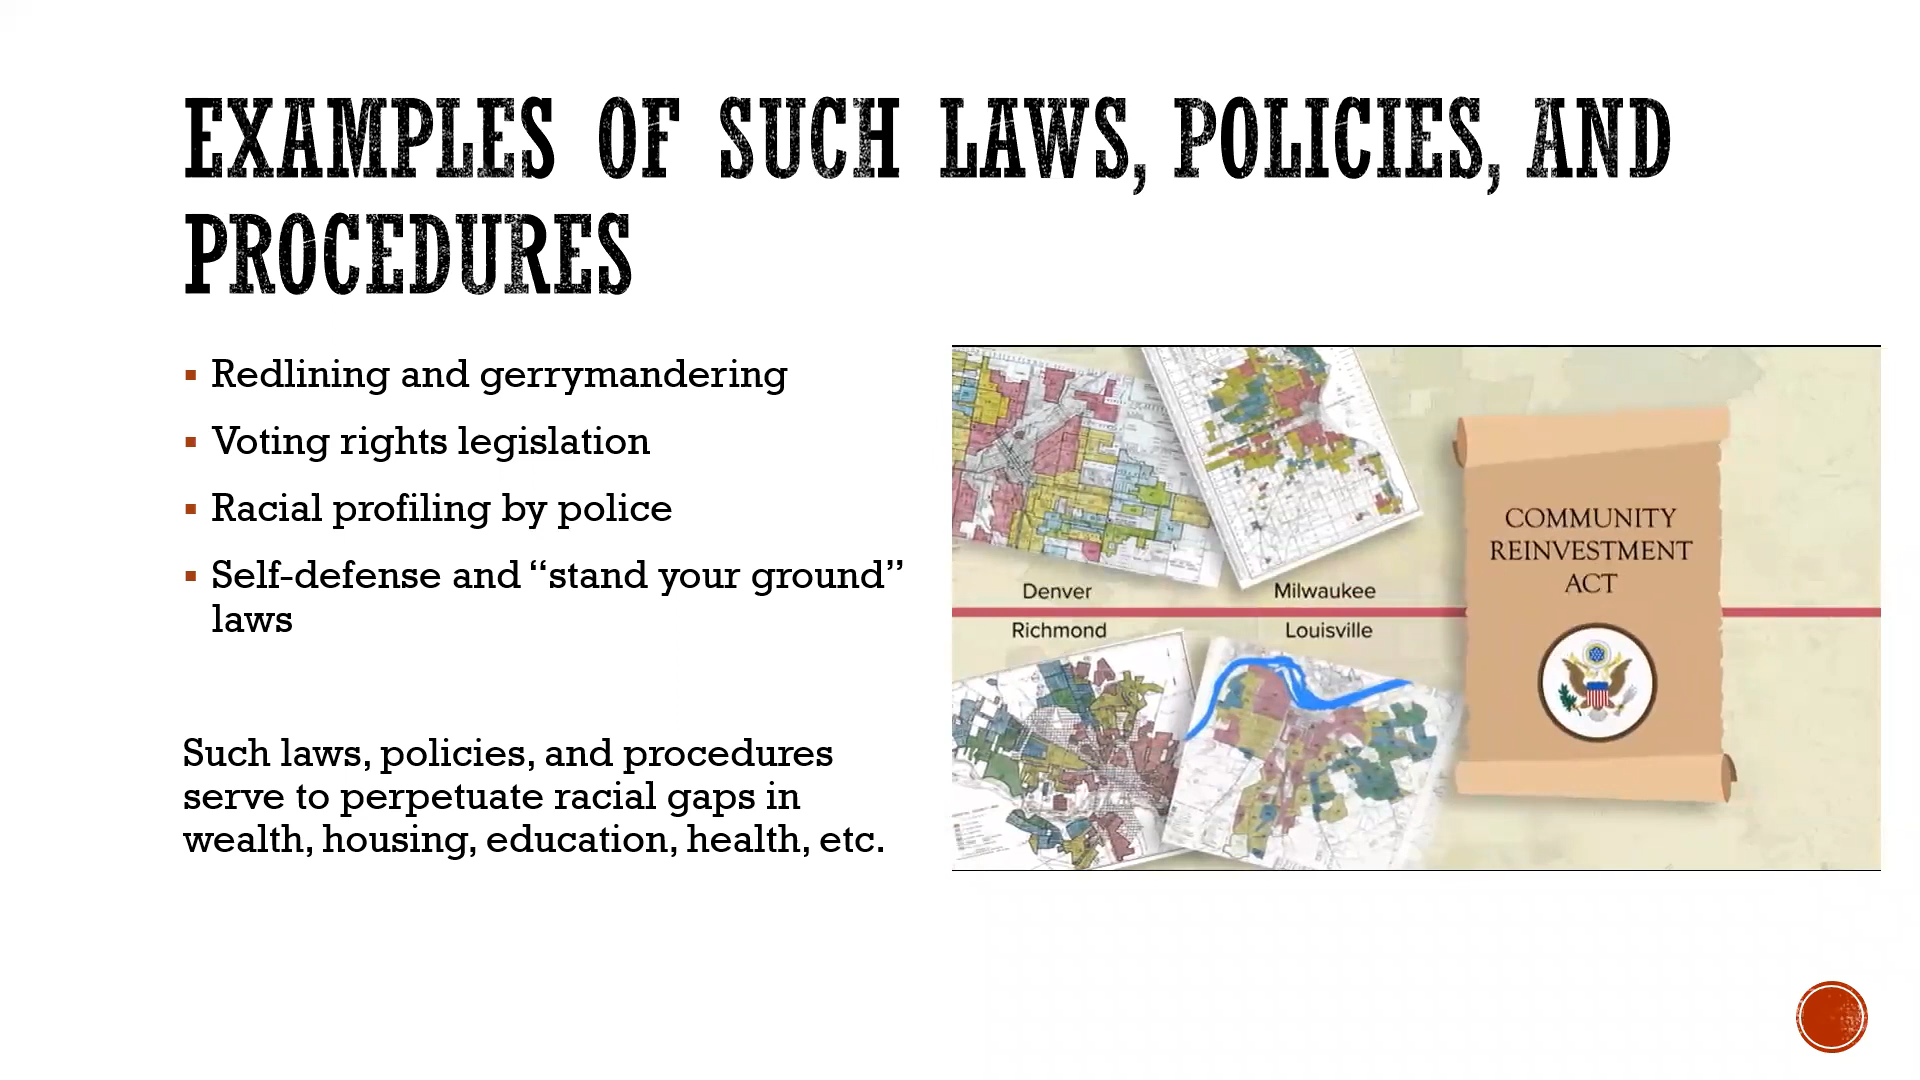 EXAMPLES OF SUCH LAWS, POLICIES, AND
PROCEDURES
Redlining and gerrymandering
Voting rights legislation
Racial profiling by police
Self-defense and “stand your ground”
laws
Such laws, policies, and procedures
serve to perpetuate racial gaps in
wealth, housing, education, health, etc.
Denver
Milwaukee
Richmond
Louisville
COMMUNITY
REINVESTMENT
ACT